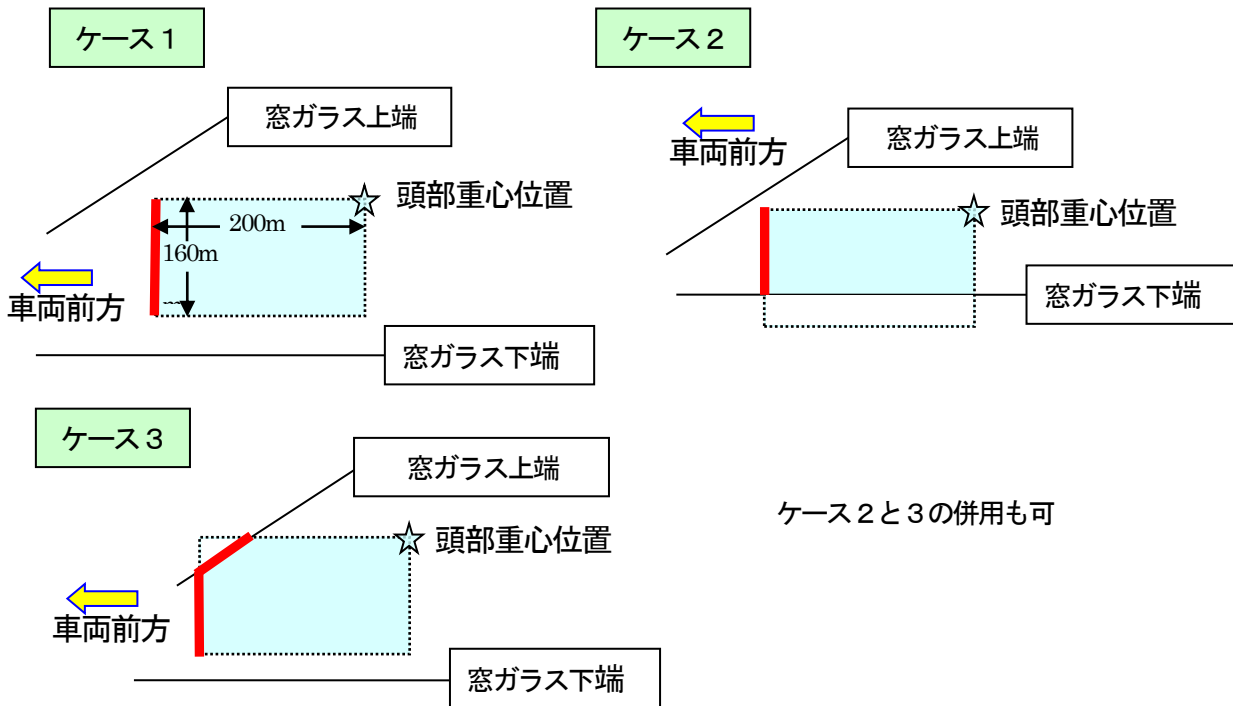 ケース１
窓ガラス上端
頭部重心位置
200m
160m
車両前方
窓ガラス下端
ケース２
車両前方
窓ガラス上端
頭部重心位置
窓ガラス下端
ケース３
窓ガラス上端
頭部重心位置
車両前方
窓ガラス下端
ケース２と３の併用も可